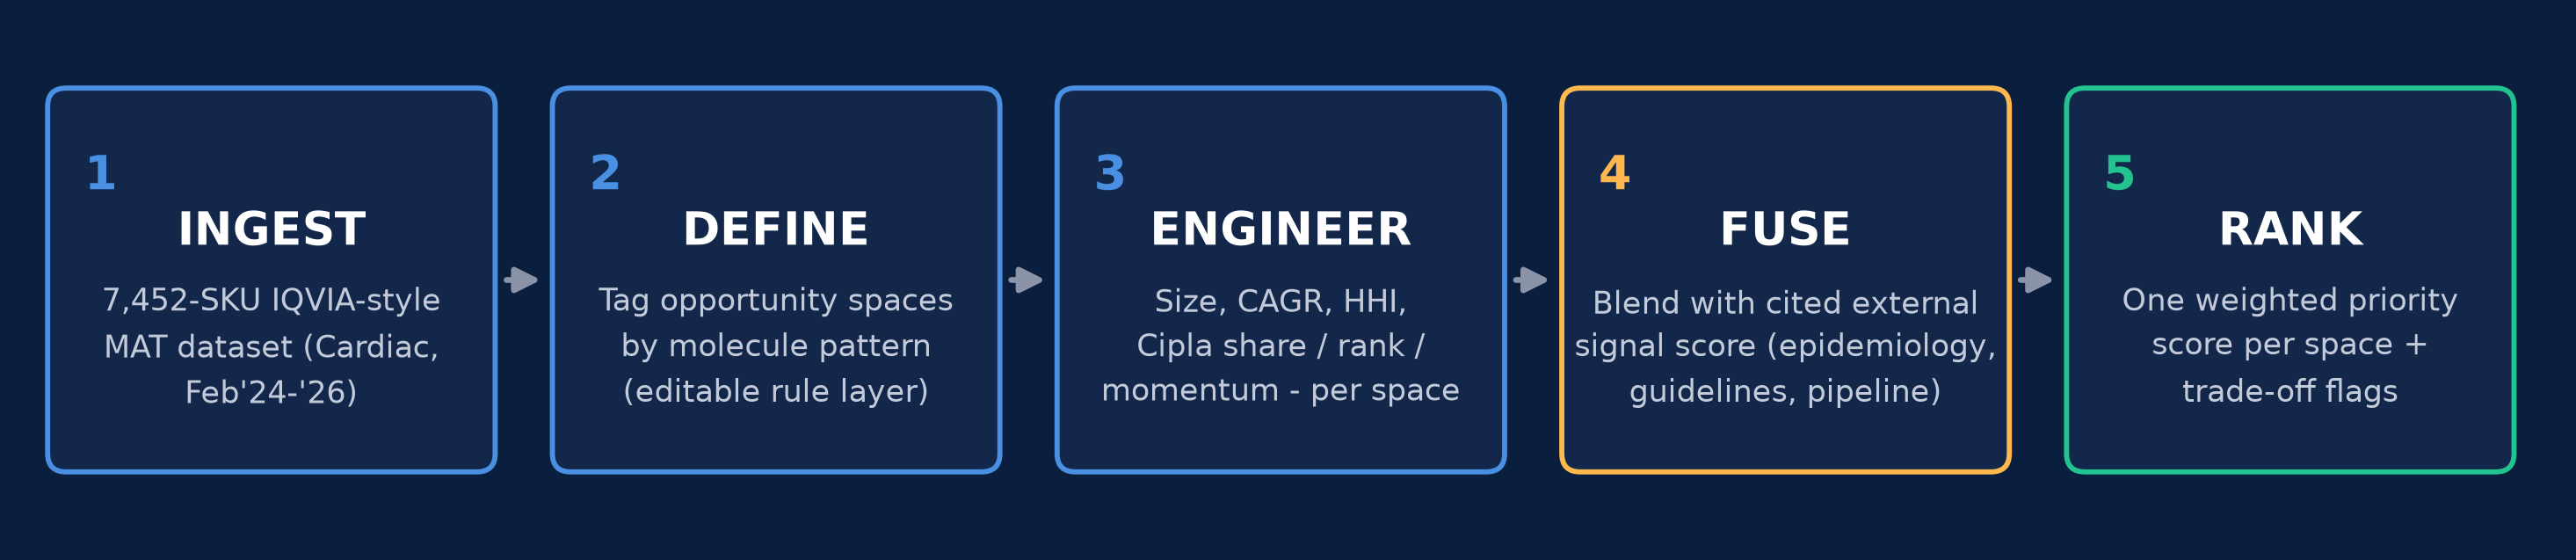 1
INGEST
7,452-SKU IQVIA-style
MAT dataset (Cardiac,
Feb'24-'26)
2
DEFINE
Tag opportunity spaces
by molecule pattern
(editable rule layer)
3
ENGINEER
Size, CAGR, HHI,
Cipla share / rank /
momentum - per space
4
FUSE
Blend with cited external
signal score (epidemiology,
guidelines, pipeline)
5
RANK
One weighted priority
score per space +
trade-off flags